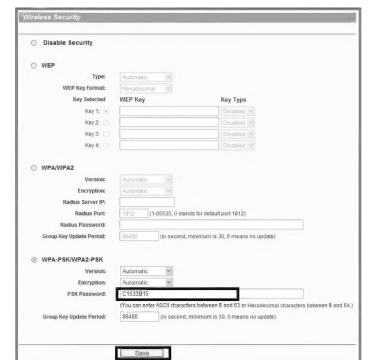 Wireless Security
Disable Security
WEP
Type: Automatic
WEP Key Format: Hexadecimal
Key Selected WEP Key Key Type
Key 1: Disabled
Key 2: Disabled
Key 3: Disabled
Key 4: Disabled
WPA/WPA2
Version: Automatic
Encryption: Automatic
Radius Server IP:
Radius Port: 1812 (1-65535, 0 stands for default port 1812)
Radius Password:
Group Key Update Period: 86400 (in second, minimum is 30, 0 means no update)
WPA-PSK/WPA2-PSK
Version: Automatic
Encryption: Automatic
PSK Password: C1533B15
(You can enter ASCII characters between 8 and 63 or Hexadecimal characters between 8 and 64.)
Group Key Update Period: 86400 (in second, minimum is 30, 0 means no update)
Save